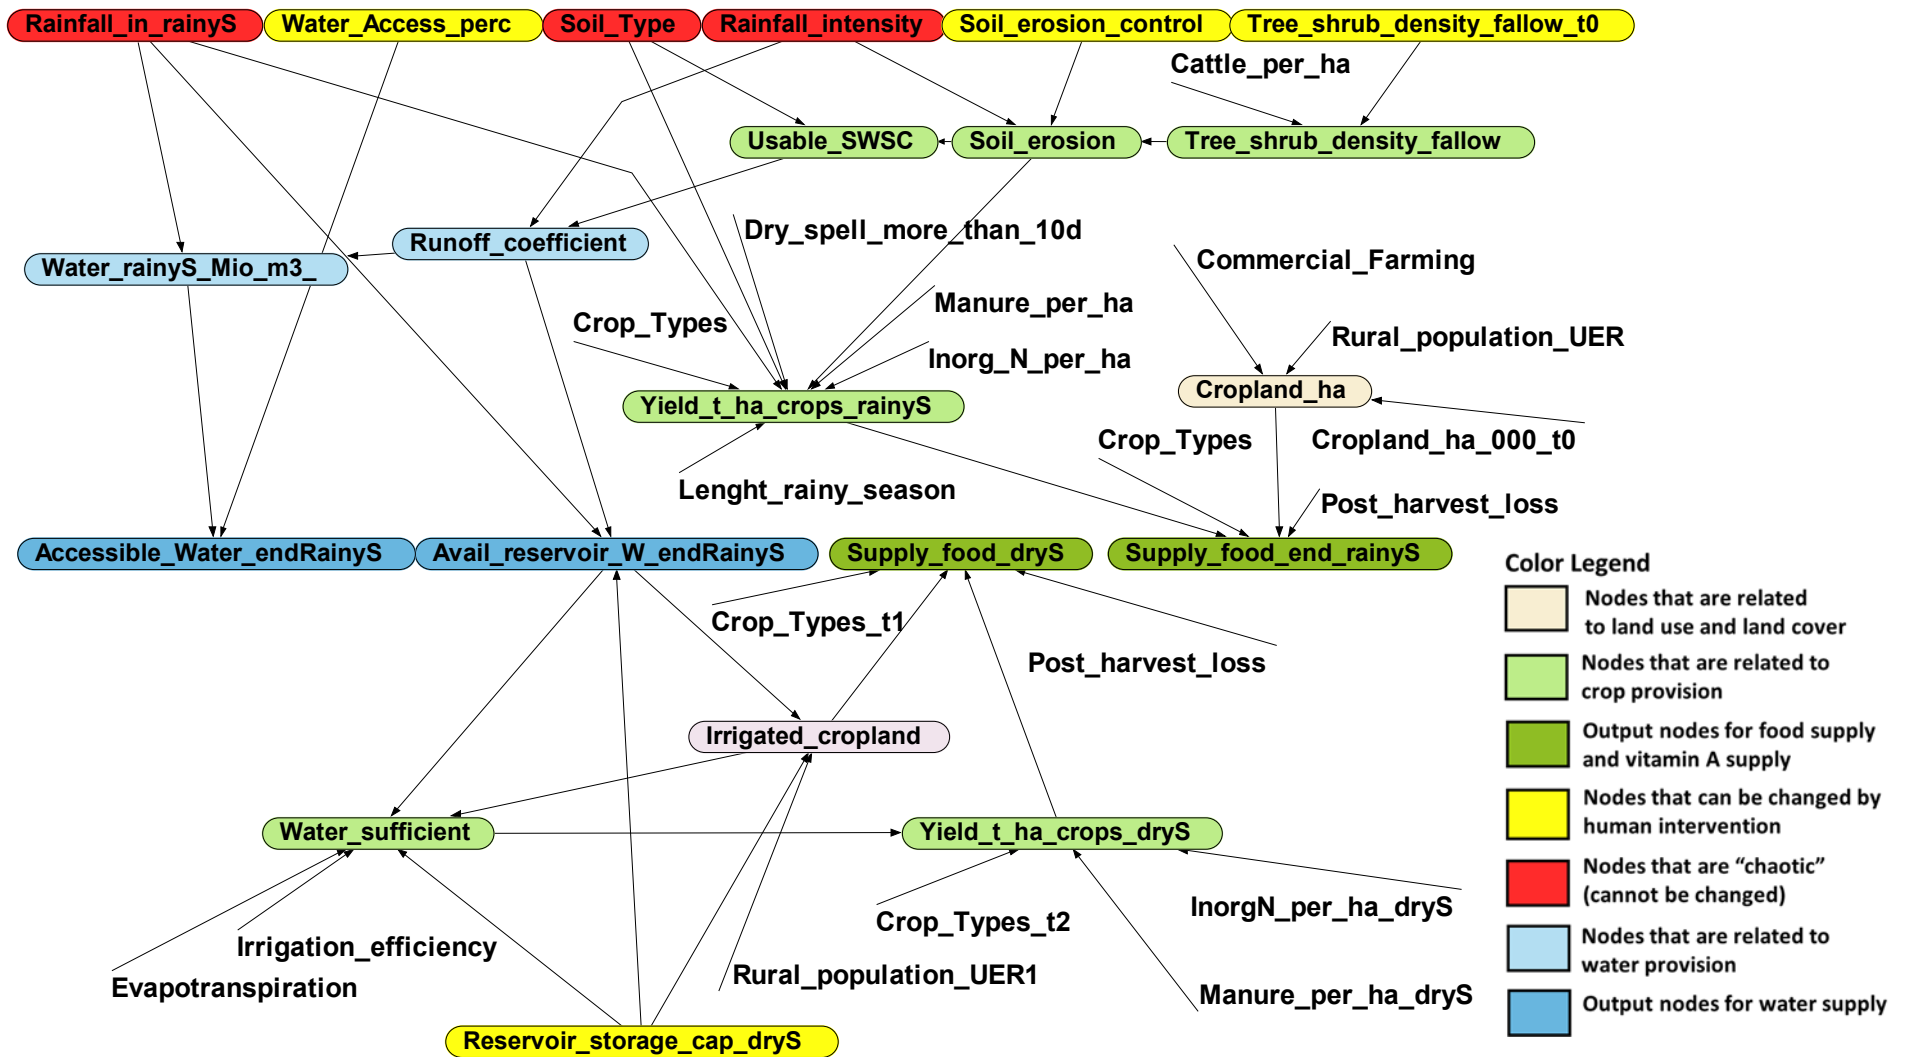 Rainfall_in_rainyS
Water_Access_perc
Soil_Type
Rainfall_intensity
Soil_erosion_control
Tree_shrub_density_fallow_t0
Cattle_per_ha
Usable_SWSC
Soil_erosion
Tree_shrub_density_fallow
Dry_spell_more_than_10d
Runoff_coefficient
Water_rainyS_Mio_m3_
Commercial_Farming
Manure_per_ha
Crop_Types
Rural_population_UER
Inorg_N_per_ha
Cropland_ha
Yield_t_ha_crops_rainyS
Crop_Types
Cropland_ha_000_t0
Lenght_rainy_season
Post_harvest_loss
Accessible_Water_endRainyS
Avail_reservoir_W_endRainyS
Supply_food_dryS
Supply_food_end_rainyS
Crop_Types_t1
Post_harvest_loss
Irrigated_cropland
Water_sufficient
Yield_t_ha_crops_dryS
InorgN_per_ha_dryS
Crop_Types_t2
Irrigation_efficiency
Rural_population_UER1
Evapotranspiration
Manure_per_ha_dryS
Reservoir_storage_cap_dryS
Color Legend
Nodes that are related
to land use and land cover
Nodes that are related to
crop provision
Output nodes for food supply
and vitamin A supply
Nodes that can be changed by
human intervention
Nodes that are “chaotic”
(cannot be changed)
Nodes that are related to
water provision
Output nodes for water supply